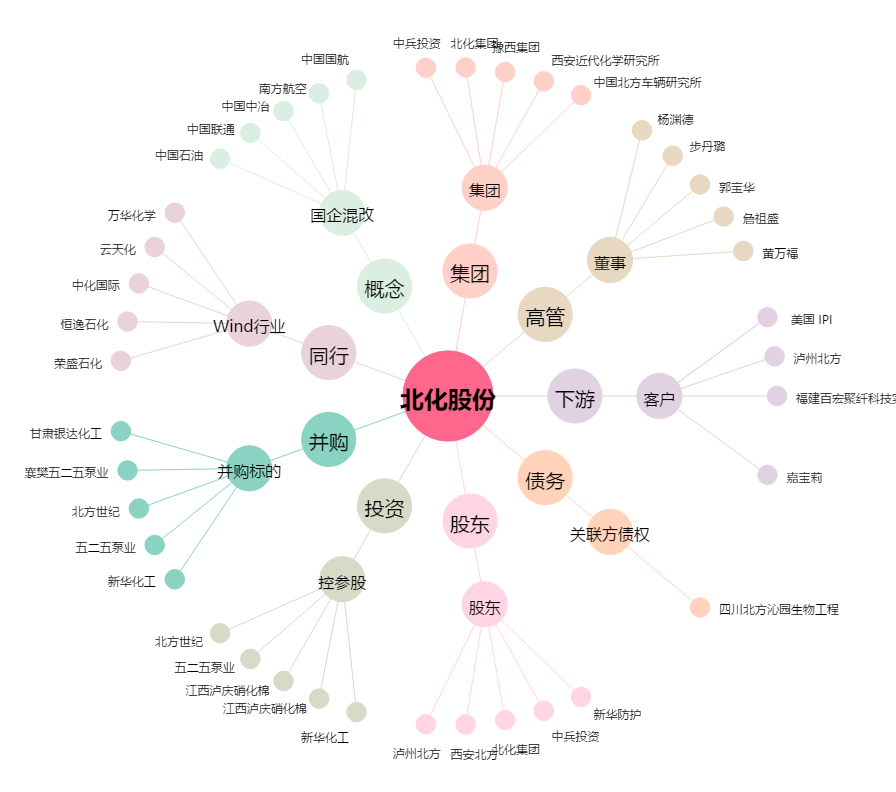 中兵投资
北化集团
豫西集团
西安近代化学研究所
中国北方车辆研究所
集团
集团
杨渊德
步丹璐
郭宝华
危祖盛
黄万福
董事
高管
美国 IPI
泸州北方
福建百宏聚纤科技实
嘉宝莉
客户
下游
债务
关联方债权
四川北方沁园生物工程
股东
股东
新华防护
中兵投资
北化集团
西安北方
泸州北方
投资
控参股
新华化工
江西泸庆硝化棉
江西泸庆硝化棉
五二五泵业
北方世纪
并购
并购标的
新华化工
五二五泵业
北方世纪
襄樊五二五泵业
甘肃银达化工
同行
Wind行业
荣盛石化
恒逸石化
中化国际
云天化
万华化学
概念
国企混改
中国石油
中国联通
中国中冶
南方航空
中国国航
北化股份